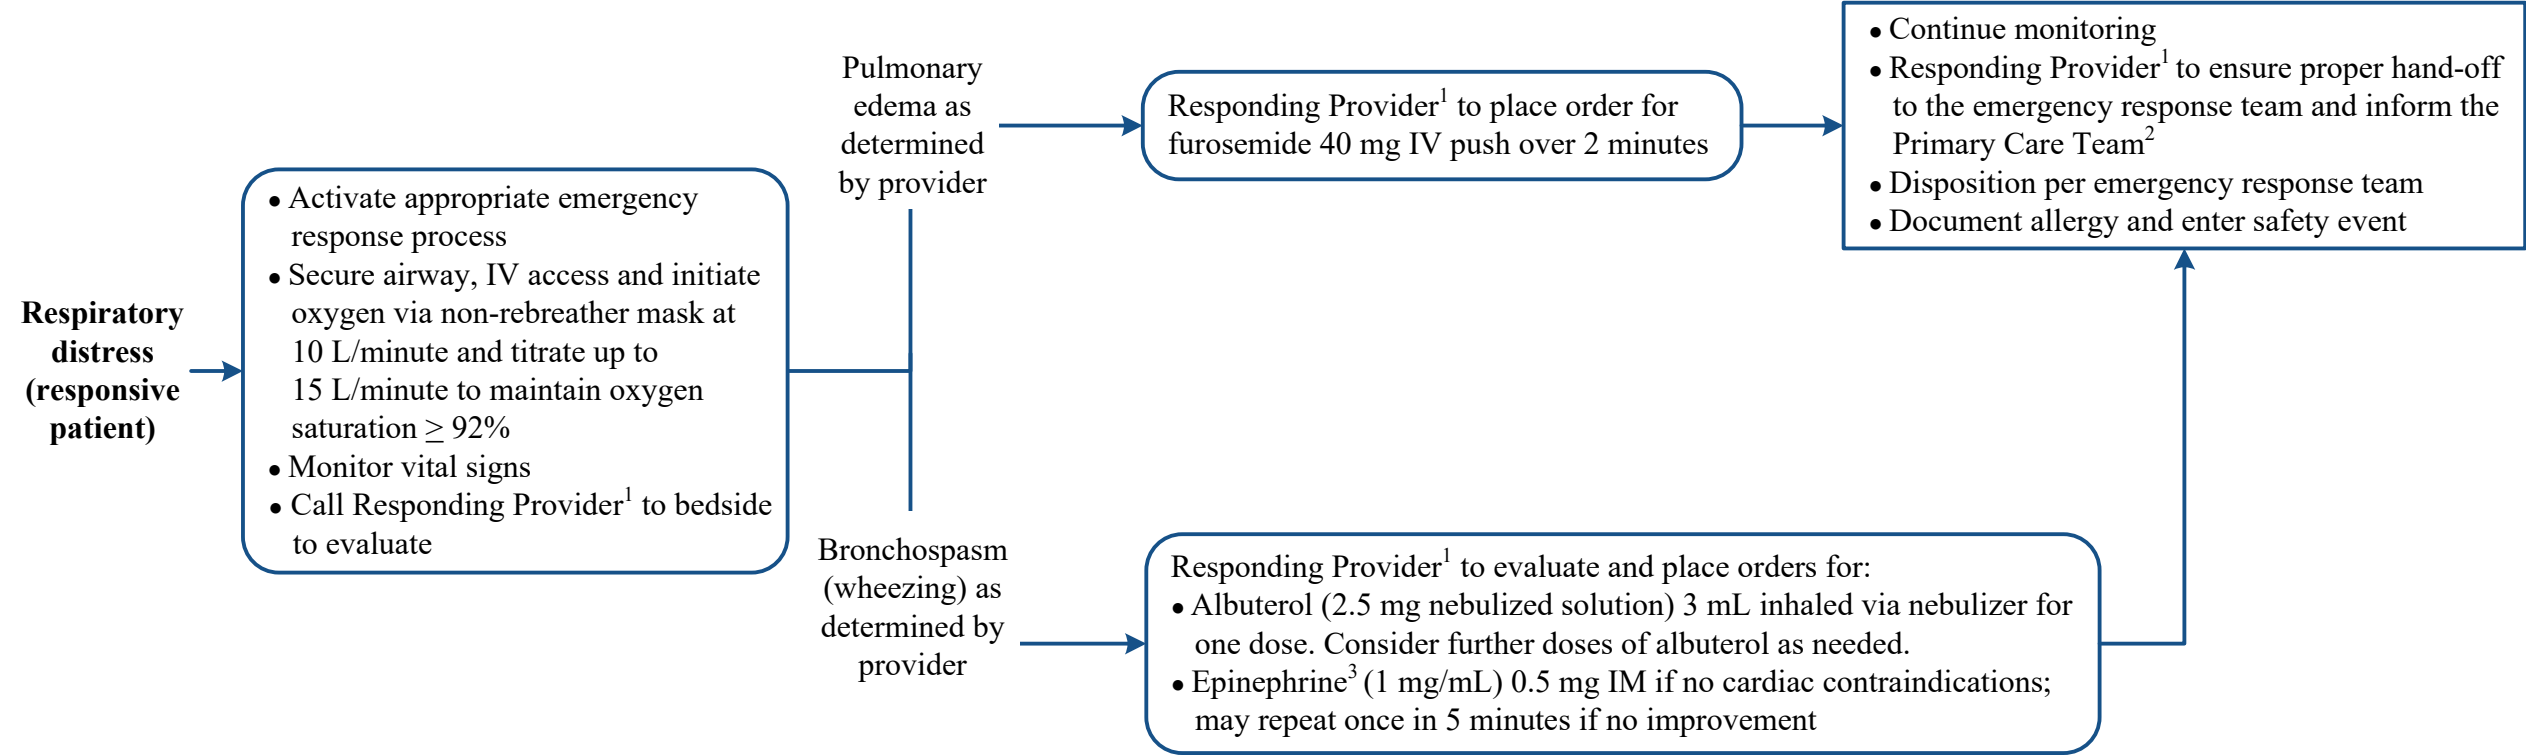 Respiratory
distress
(responsive
patient)
● Activate appropriate emergency
response process
● Secure airway, IV access and initiate
oxygen via non-rebreather mask at
10 L/minute and titrate up to
15 L/minute to maintain oxygen
saturation ≥ 92%
● Monitor vital signs
● Call Responding Provider¹ to bedside
to evaluate
Pulmonary
edema as
determined
by provider
Responding Provider¹ to place order for
furosemide 40 mg IV push over 2 minutes
Bronchospasm
(wheezing) as
determined by
provider
Responding Provider¹ to evaluate and place orders for:
● Albuterol (2.5 mg nebulized solution) 3 mL inhaled via nebulizer for
one dose. Consider further doses of albuterol as needed.
● Epinephrine³ (1 mg/mL) 0.5 mg IM if no cardiac contraindications;
may repeat once in 5 minutes if no improvement
● Continue monitoring
● Responding Provider¹ to ensure proper hand-off
to the emergency response team and inform the
Primary Care Team²
● Disposition per emergency response team
● Document allergy and enter safety event